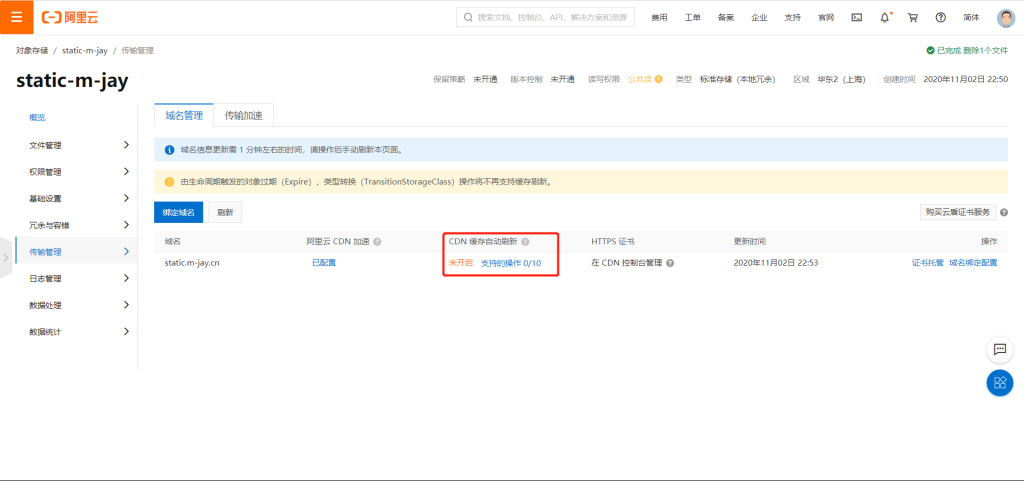 阿里云
搜索文档、控制台、API、解决方案和资源
费用 工单 备案 企业 支持 官网 简体
对象存储 / static-m-jay / 传输管理
已完成 删除1个文件
static-m-jay
保留策略 未开通 版本控制 未开通 读写权限 公共读 类型 标准存储（本地冗余） 区域 华东2（上海） 创建时间 2020年11月02日 22:50
概览
文件管理
权限管理
基础设置
冗余与容错
传输管理
日志管理
数据处理
数据统计
域名管理 传输加速
域名信息更新需 1 分钟左右的时间，请操作后手动刷新本页面。
由生命周期触发的对象过期（Expire）、类型转换（TransitionStorageClass）操作将不再支持缓存刷新。
绑定域名 刷新 购买云盾证书服务
域名 阿里云 CDN 加速 CDN 缓存自动刷新 HTTPS 证书 更新时间 操作
static.m-jay.cn 已配置 未开启 支持的操作 0/10 在 CDN 控制台管理 2020年11月02日 22:53 证书托管 域名绑定配置